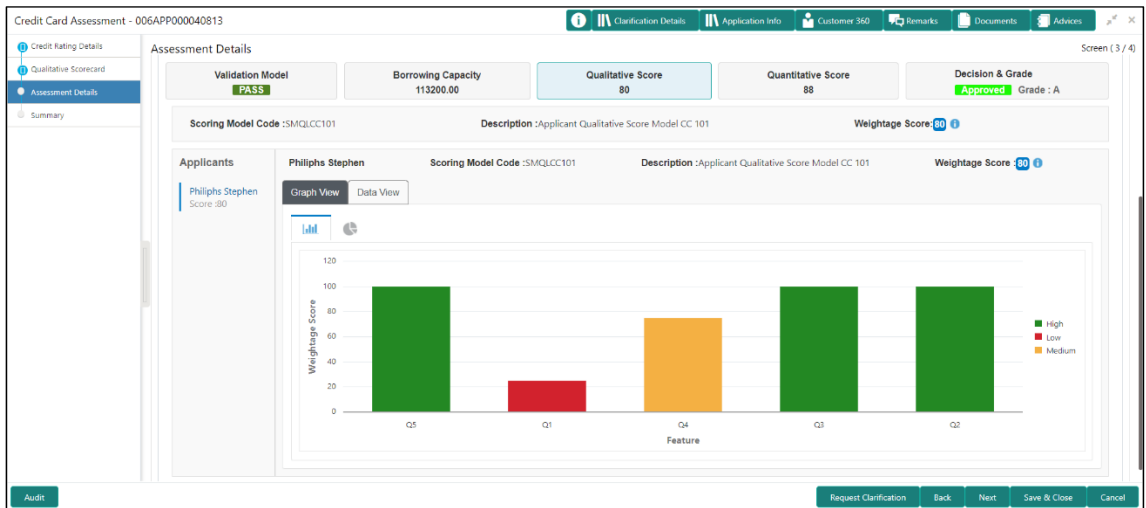 Credit Card Assessment - 006APP000040813
Clarification Details
Application Info
Customer 360
Remarks
Documents
Advices
Credit Rating Details
Qualitative Scorecard
Assessment Details
Summary
Assessment Details
Screen ( 3 / 4)
Validation Model
PASS
Borrowing Capacity
113200.00
Qualitative Score
80
Quantitative Score
88
Decision & Grade
Approved Grade : A
Scoring Model Code :SMQLCC101
Description :Applicant Qualitative Score Model CC 101
Weightage Score:80
Applicants
Philiphs Stephen
Score :80
Philiphs Stephen
Scoring Model Code :SMQLCC101
Description :Applicant Qualitative Score Model CC 101
Weightage Score :80
Graph View
Data View
120
100
80
60
40
20
0
Weightage Score
Q5
Q1
Q4
Q3
Q2
Feature
High
Low
Medium
Audit
Request Clarification
Back
Next
Save & Close
Cancel